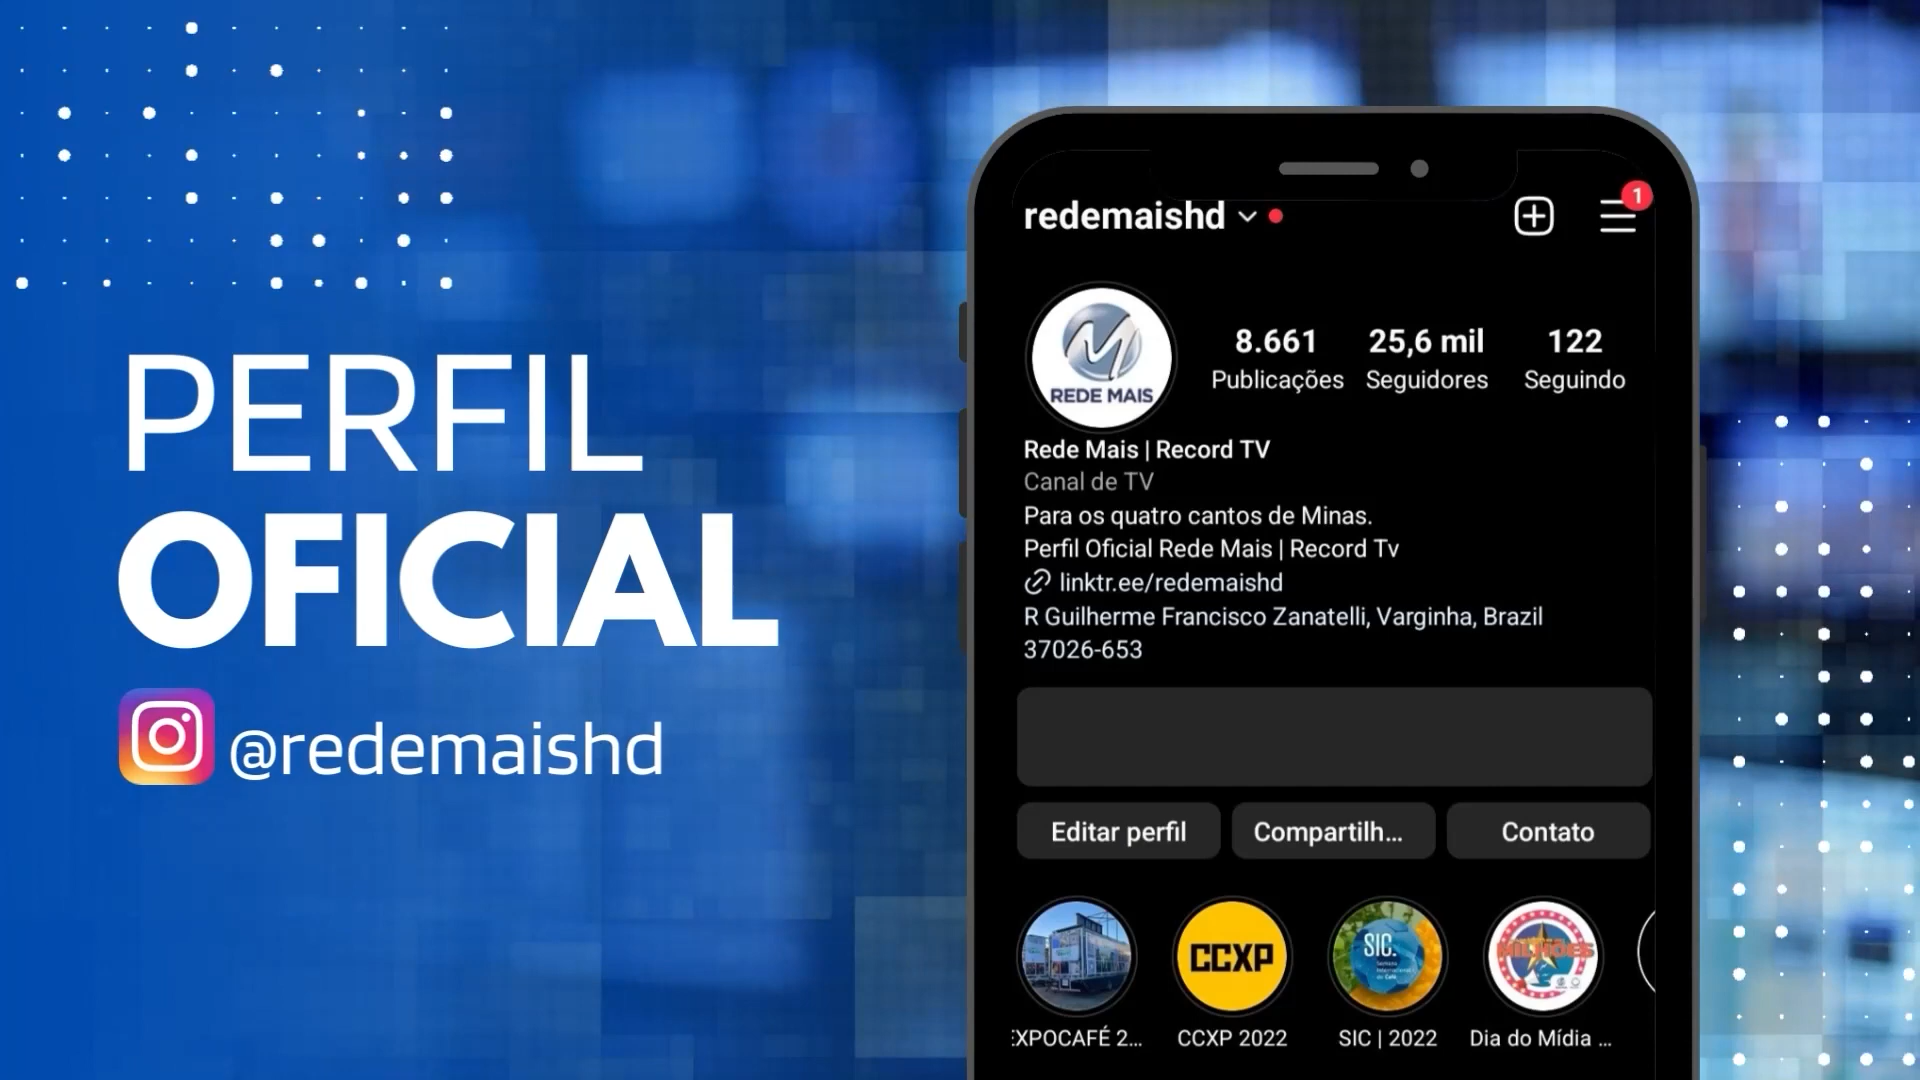 PERFIL
OFICIAL
@redemaishd
redemaishd
1
REDE MAIS
8.661 25,6 mil 122
Publicações Seguidores Seguindo
Rede Mais | Record TV
Canal de TV
Para os quatro cantos de Minas.
Perfil Oficial Rede Mais | Record Tv
linktr.ee/redemaishd
R Guilherme Francisco Zanatelli, Varginha, Brazil
37026-653
Editar perfil Compartilh... Contato
CCXP
SIC.
MILHÕES
XPOCAFÉ 2... CCXP 2022 SIC | 2022 Dia do Mídia ...